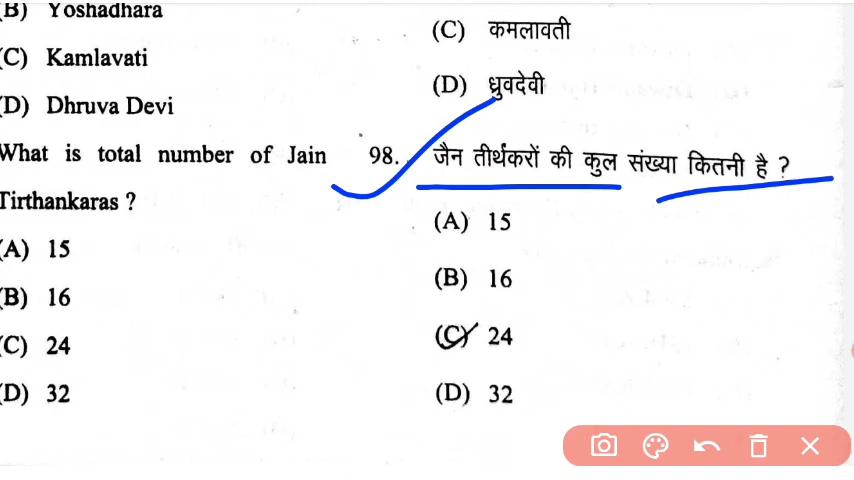 (B) Yoshadhara
(C) Kamlavati
(D) Dhruva Devi
What is total number of Jain
Tirthankaras ?
(A) 15
(B) 16
(C) 24
(D) 32
(C) कमलावती
(D) ध्रुवदेवी
98. जैन तीर्थंकरों की कुल संख्या कितनी है ?
(A) 15
(B) 16
(C) 24
(D) 32